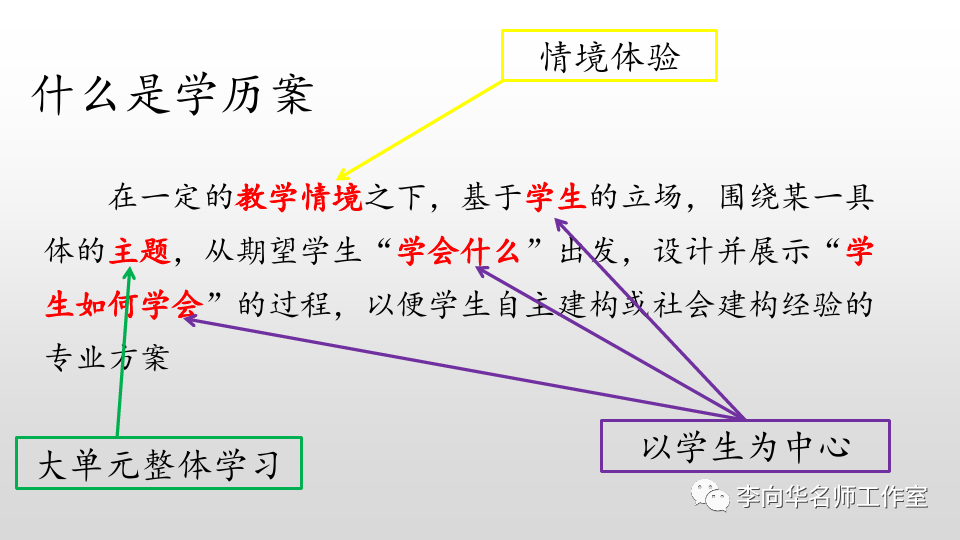 情境体验
什么是学历案
在一定的教学情境之下，基于学生的立场，围绕某一具
体的主题，从期望学生“学会什么”出发，设计并展示“学
生如何学会”的过程，以便学生自主建构或社会建构经验的
专业方案
大单元整体学习
以学生为中心
李向华名师工作室